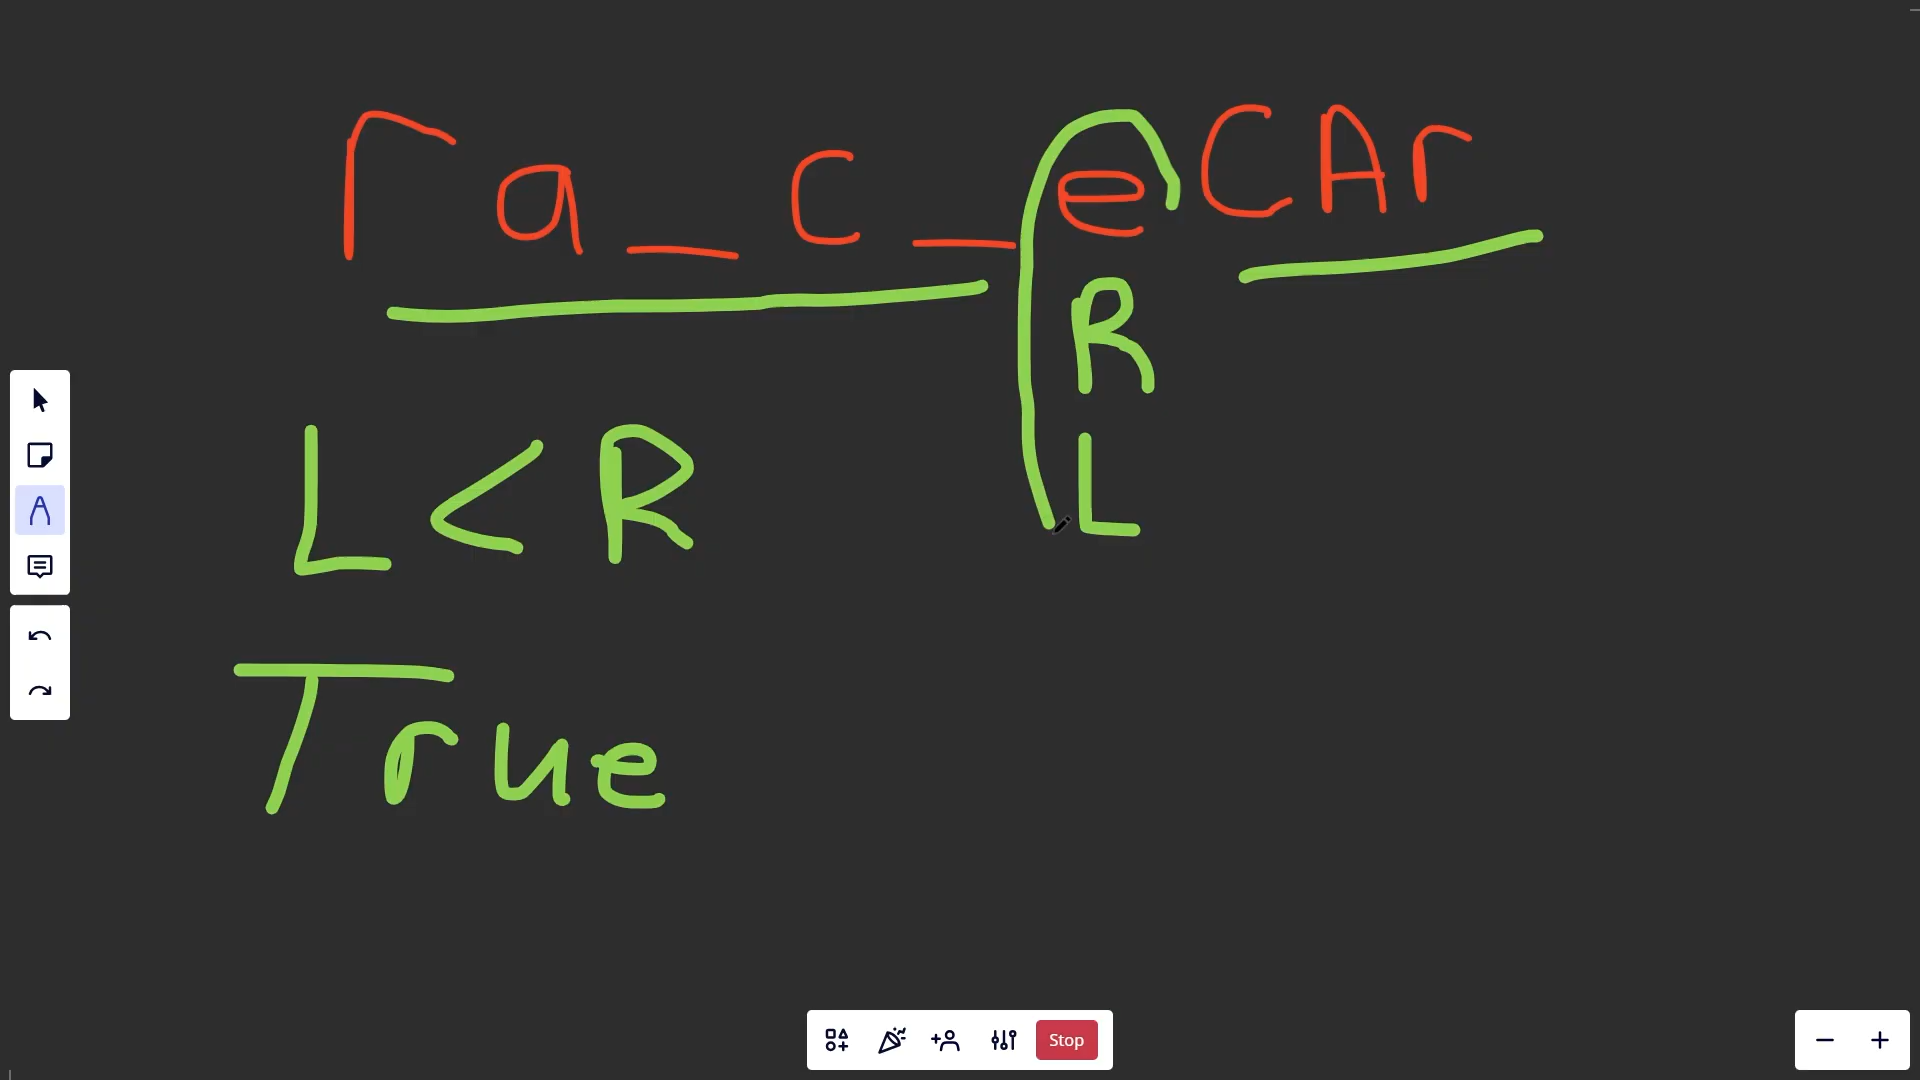 ra_c_eCAr
R
L
L < R
True
Stop